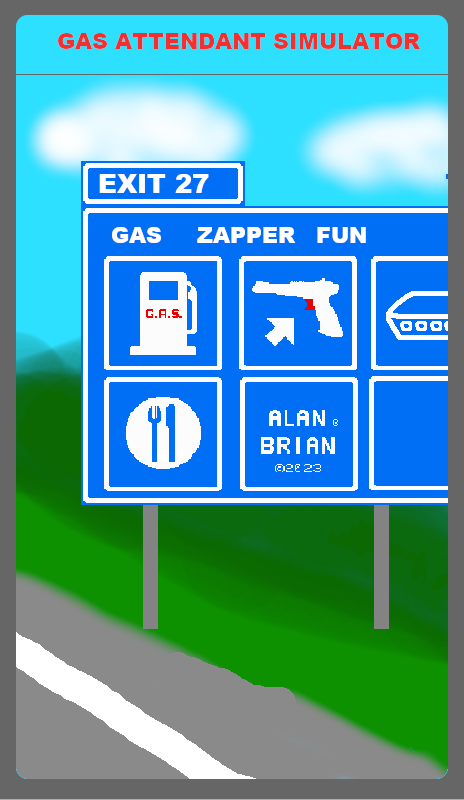 GAS ATTENDANT SIMULATOR
EXIT 27
GAS ZAPPER FUN
G.A.S.
ALAN
BRIAN
©2023